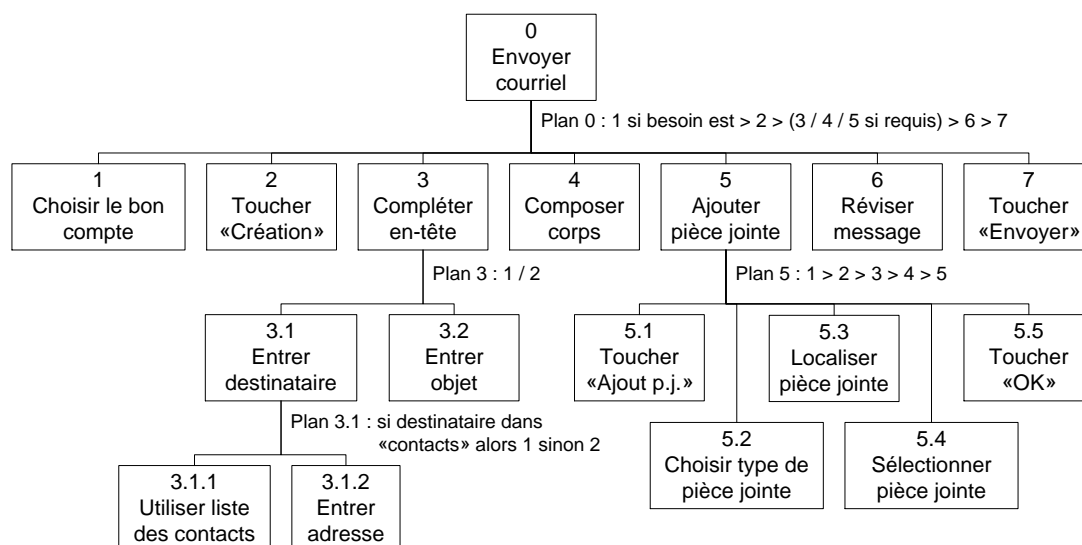 0
Envoyer
courriel
Plan 0 : 1 si besoin est > 2 > (3 / 4 / 5 si requis) > 6 > 7
1
Choisir le bon
compte
2
Toucher
«Création»
3
Compléter
en-tête
4
Composer
corps
5
Ajouter
pièce jointe
6
Réviser
message
7
Toucher
«Envoyer»
Plan 3 : 1 / 2
Plan 5 : 1 > 2 > 3 > 4 > 5
3.1
Entrer
destinataire
3.2
Entrer
objet
5.1
Toucher
«Ajout p.j.»
5.3
Localiser
pièce jointe
5.5
Toucher
«OK»
Plan 3.1 : si destinataire dans
«contacts» alors 1 sinon 2
5.2
Choisir type de
pièce jointe
5.4
Sélectionner
pièce jointe
3.1.1
Utiliser liste
des contacts
3.1.2
Entrer
adresse